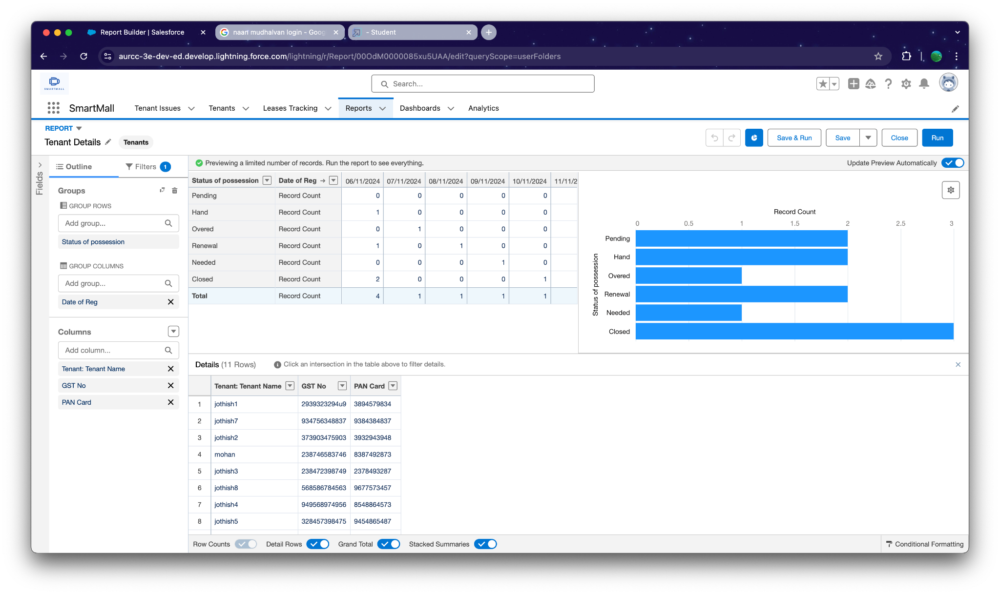 Report Builder | Salesforce
naan mudhalvan login - Goog
- Student
aurcc-3e-dev-ed.develop.lightning.force.com/lightning/r/Report/00OdM0000085xu5UAA/edit?queryScope=userFolders
SMARTMALL
Search...
SmartMall Tenant Issues Tenants Leases Tracking Reports Dashboards Analytics
REPORT
Tenant Details Tenants
Save & Run Save Close Run
Fields
Outline Filters 1
Groups
GROUP ROWS
Add group...
Status of possession
GROUP COLUMNS
Add group...
Date of Reg
Columns
Add column...
Tenant: Tenant Name
GST No
PAN Card
Previewing a limited number of records. Run the report to see everything.
Update Preview Automatically
Status of possession Date of Reg → 06/11/2024 07/11/2024 08/11/2024 09/11/2024 10/11/2024 11/11/2
Pending Record Count 0 0 0 0 0
Hand Record Count 1 0 0 0 0
Overed Record Count 0 1 0 0 0
Renewal Record Count 1 0 1 0 0
Needed Record Count 0 0 0 1 0
Closed Record Count 2 0 0 0 1
Total Record Count 4 1 1 1 1
Record Count
0 0.5 1 1.5 2 2.5 3
Status of possession
Pending
Hand
Overed
Renewal
Needed
Closed
Details (11 Rows) Click an intersection in the table above to filter details.
Tenant: Tenant Name GST No PAN Card
1 jothish1 2939323294u9 3894579834
2 jothish7 934756348837 9384384837
3 jothish2 373903475903 3932943948
4 mohan 238746583746 8387492873
5 jothish3 238472398749 2378493287
6 jothish8 568586784563 9677573457
7 jothish4 949568974956 8548864573
8 jothish5 328457398475 9454865487
Row Counts Detail Rows Grand Total Stacked Summaries
Conditional Formatting